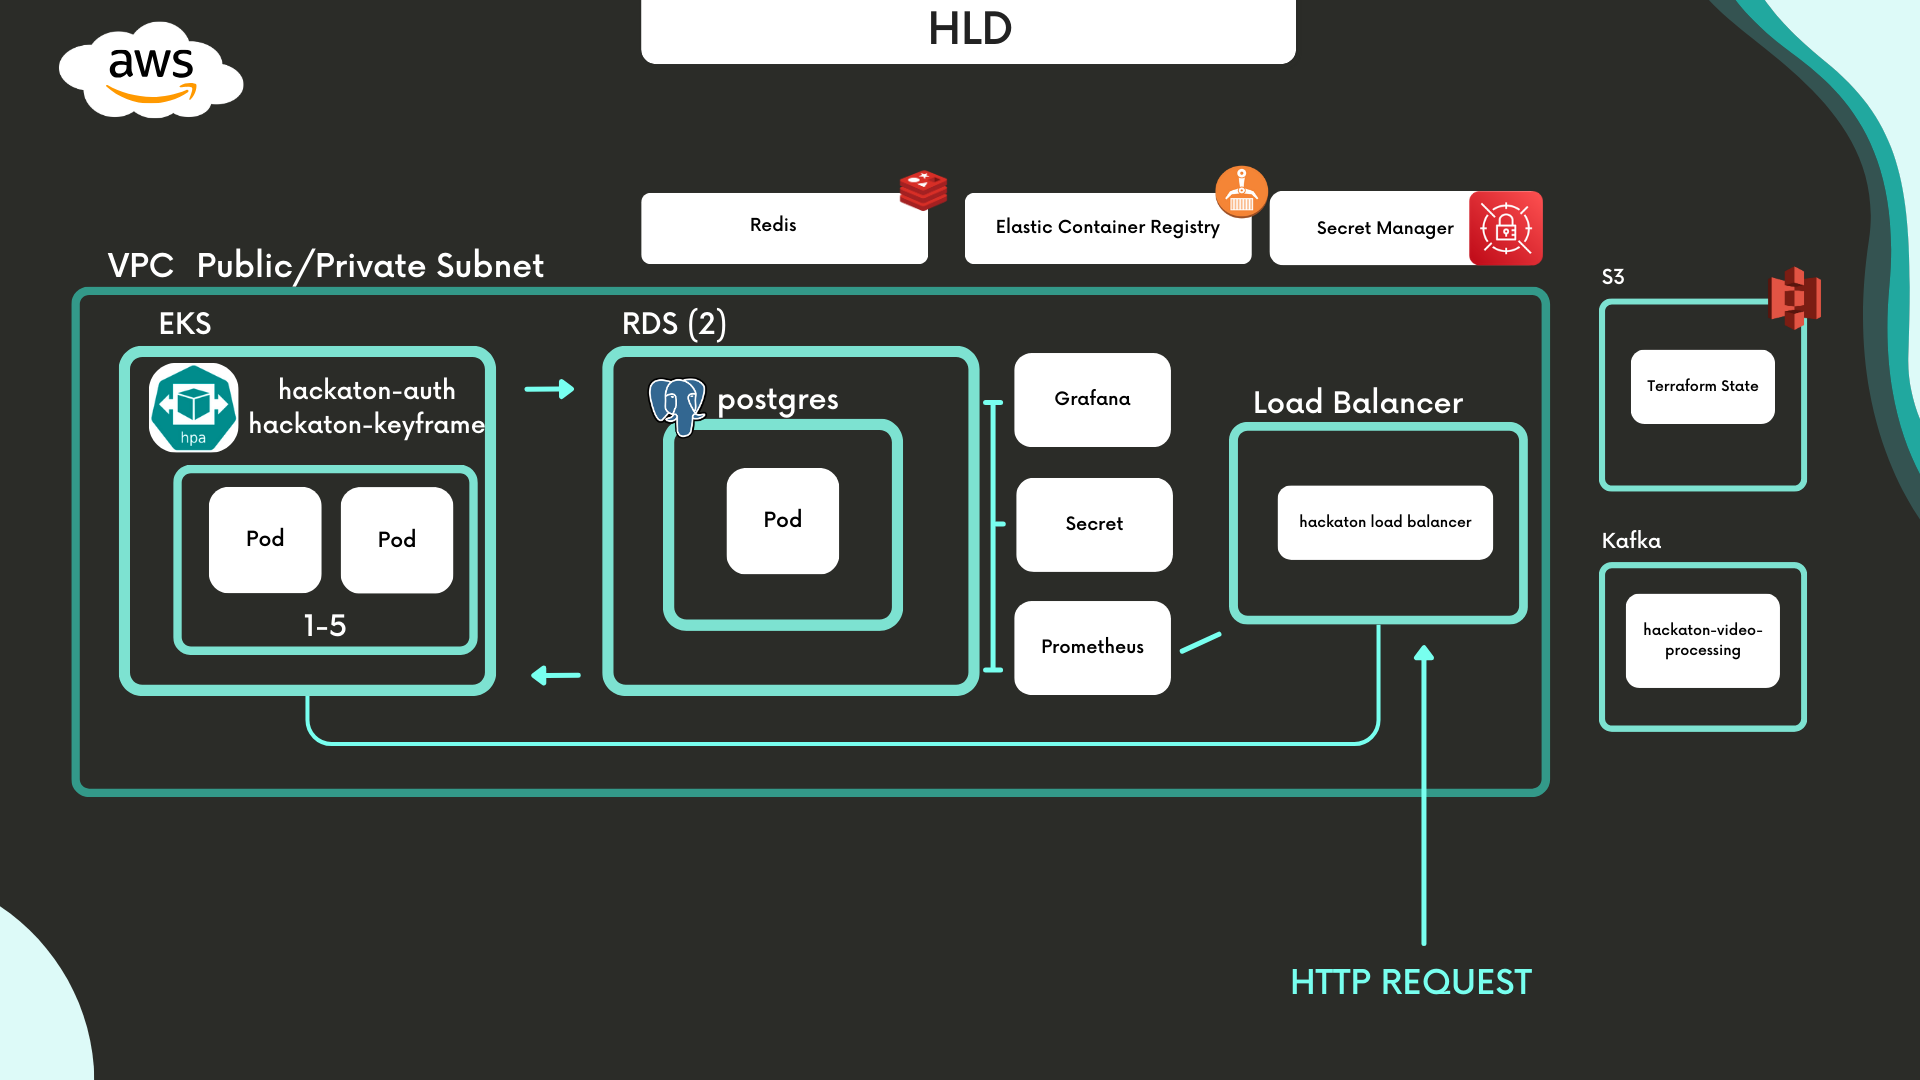 HLD
aws
Redis
Elastic Container Registry
Secret Manager
VPC Public/Private Subnet
S3
EKS
RDS (2)
hpa
hackaton-auth
hackaton-keyframe
postgres
Grafana
Load Balancer
Terraform State
Pod
Pod
1-5
Pod
Secret
hackaton load balancer
Prometheus
Kafka
hackaton-video-
processing
HTTP REQUEST